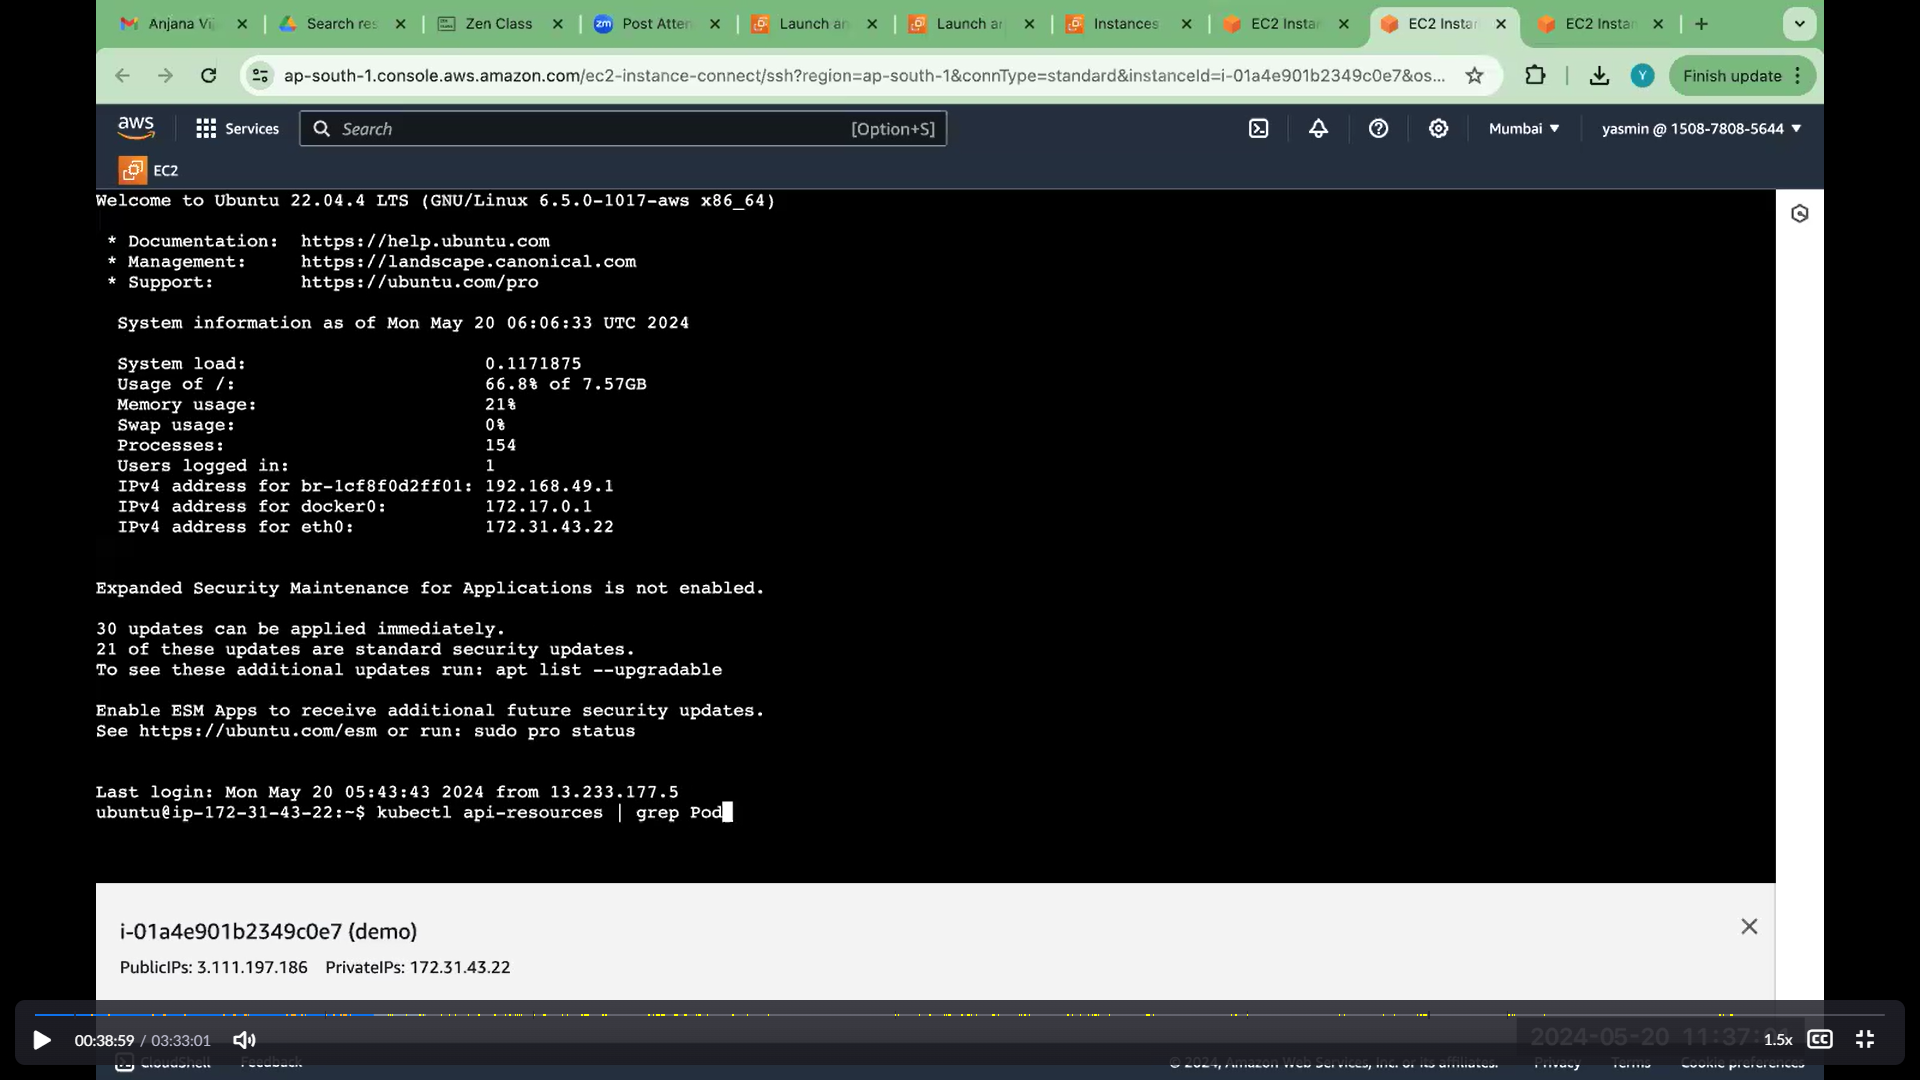 Anjana Vij
Search res
Zen Class
zm
Post Atten
Launch an
Launch an
Instances
EC2 Instan
EC2 Instan
EC2 Instan
ap-south-1.console.aws.amazon.com/ec2-instance-connect/ssh?region=ap-south-1&connType=standard&instanceId=i-01a4e901b2349c0e7&os...
Y
Finish update
aws
Services
Search
[Option+S]
Mumbai
yasmin @ 1508-7808-5644
EC2
Welcome to Ubuntu 22.04.4 LTS (GNU/Linux 6.5.0-1017-aws x86_64)
* Documentation: https://help.ubuntu.com
* Management: https://landscape.canonical.com
* Support: https://ubuntu.com/pro
System information as of Mon May 20 06:06:33 UTC 2024
System load: 0.1171875
Usage of /: 66.8% of 7.57GB
Memory usage: 21%
Swap usage: 0%
Processes: 154
Users logged in: 1
IPv4 address for br-1cf8f0d2ff01: 192.168.49.1
IPv4 address for docker0: 172.17.0.1
IPv4 address for eth0: 172.31.43.22
Expanded Security Maintenance for Applications is not enabled.
30 updates can be applied immediately.
21 of these updates are standard security updates.
To see these additional updates run: apt list --upgradable
Enable ESM Apps to receive additional future security updates.
See https://ubuntu.com/esm or run: sudo pro status
Last login: Mon May 20 05:43:43 2024 from 13.233.177.5
ubuntu@ip-172-31-43-22:~$ kubectl api-resources | grep Pod
i-01a4e901b2349c0e7 (demo)
PublicIPs: 3.111.197.186 PrivateIPs: 172.31.43.22
00:38:59 / 03:33:01
2024-05-20 11:37:
1.5x
CC
CloudShell
Feedback
© 2024, Amazon Web Services, Inc. or its affiliates.
Privacy
Terms
Cookie preferences